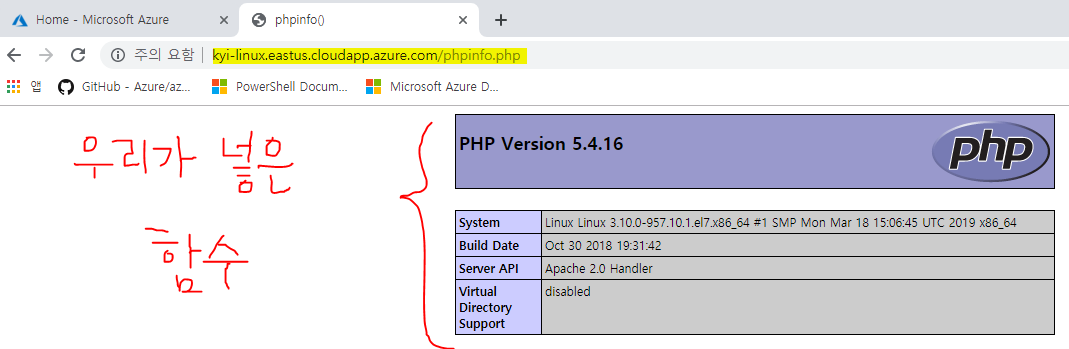 Home - Microsoft Azure
phpinfo()
주의 요함 | kyi-linux.eastus.cloudapp.azure.com/phpinfo.php
앱
GitHub - Azure/az...
PowerShell Docum...
Microsoft Azure D...
우리가 넣은
함수
PHP Version 5.4.16
php
System Linux Linux 3.10.0-957.10.1.el7.x86_64 #1 SMP Mon Mar 18 15:06:45 UTC 2019 x86_64
Build Date Oct 30 2018 19:31:42
Server API Apache 2.0 Handler
Virtual disabled
Directory
Support